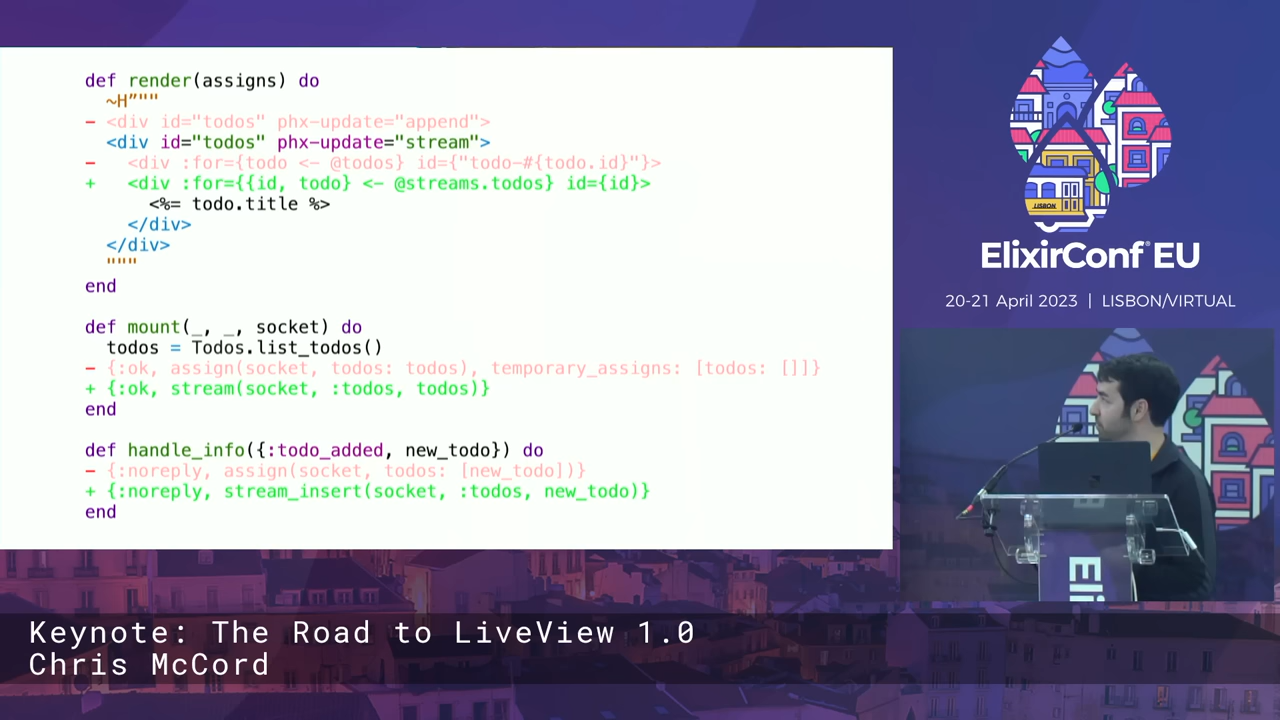 def render(assigns) do
~H”"""
- <div id="todos" phx-update="append">
<div id="todos" phx-update="stream">
- <div :for={todo <- @todos} id={"todo-#{todo.id}"}>
+ <div :for={{id, todo} <- @streams.todos} id={id}>
<%= todo.title %>
</div>
</div>
"""
end
def mount(_, _, socket) do
todos = Todos.list_todos()
- {:ok, assign(socket, todos: todos), temporary_assigns: [todos: []]}
+ {:ok, stream(socket, :todos, todos)}
end
def handle_info({:todo_added, new_todo}) do
- {:noreply, assign(socket, todos: [new_todo])}
+ {:noreply, stream_insert(socket, :todos, new_todo)}
end
LISBON
ElixirConf® EU
20-21 April 2023 | LISBON/VIRTUAL
Eli
Keynote: The Road to LiveView 1.0
Chris McCord